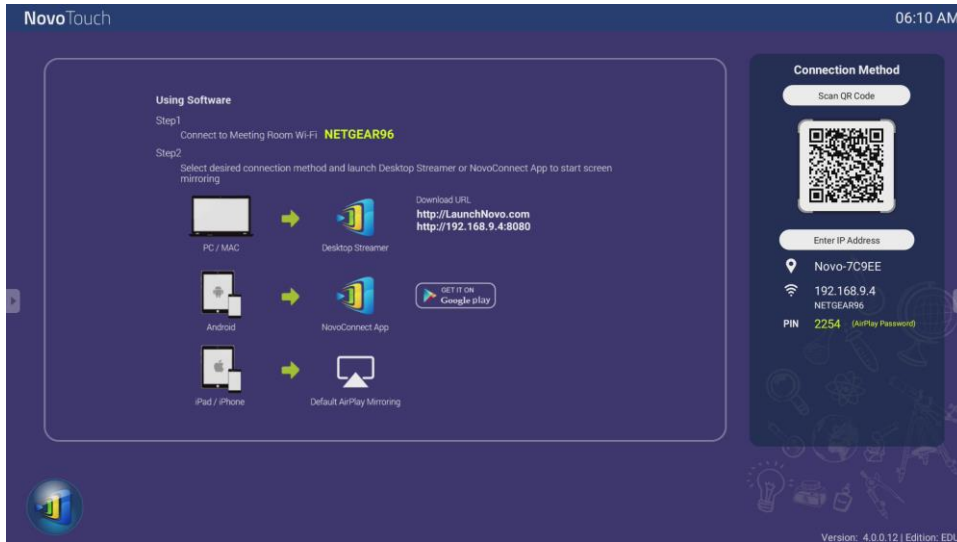 NovoTouch
06:10 AM
Using Software
Step1
Connect to Meeting Room Wi-Fi NETGEAR96
Step2
Select desired connection method and launch Desktop Streamer or NovoConnect App to start screen
mirroring
PC / MAC
Desktop Streamer
Download URL
http://LaunchNovo.com
http://192.168.9.4:8080
Android
NovoConnect App
GET IT ON
Google play
iPad / iPhone
Default AirPlay Mirroring
Connection Method
Scan QR Code
Enter IP Address
Novo-7C9EE
192.168.9.4
NETGEAR96
PIN 2254 (AirPlay Password)
Version: 4.0.0.12 | Edition: EDU